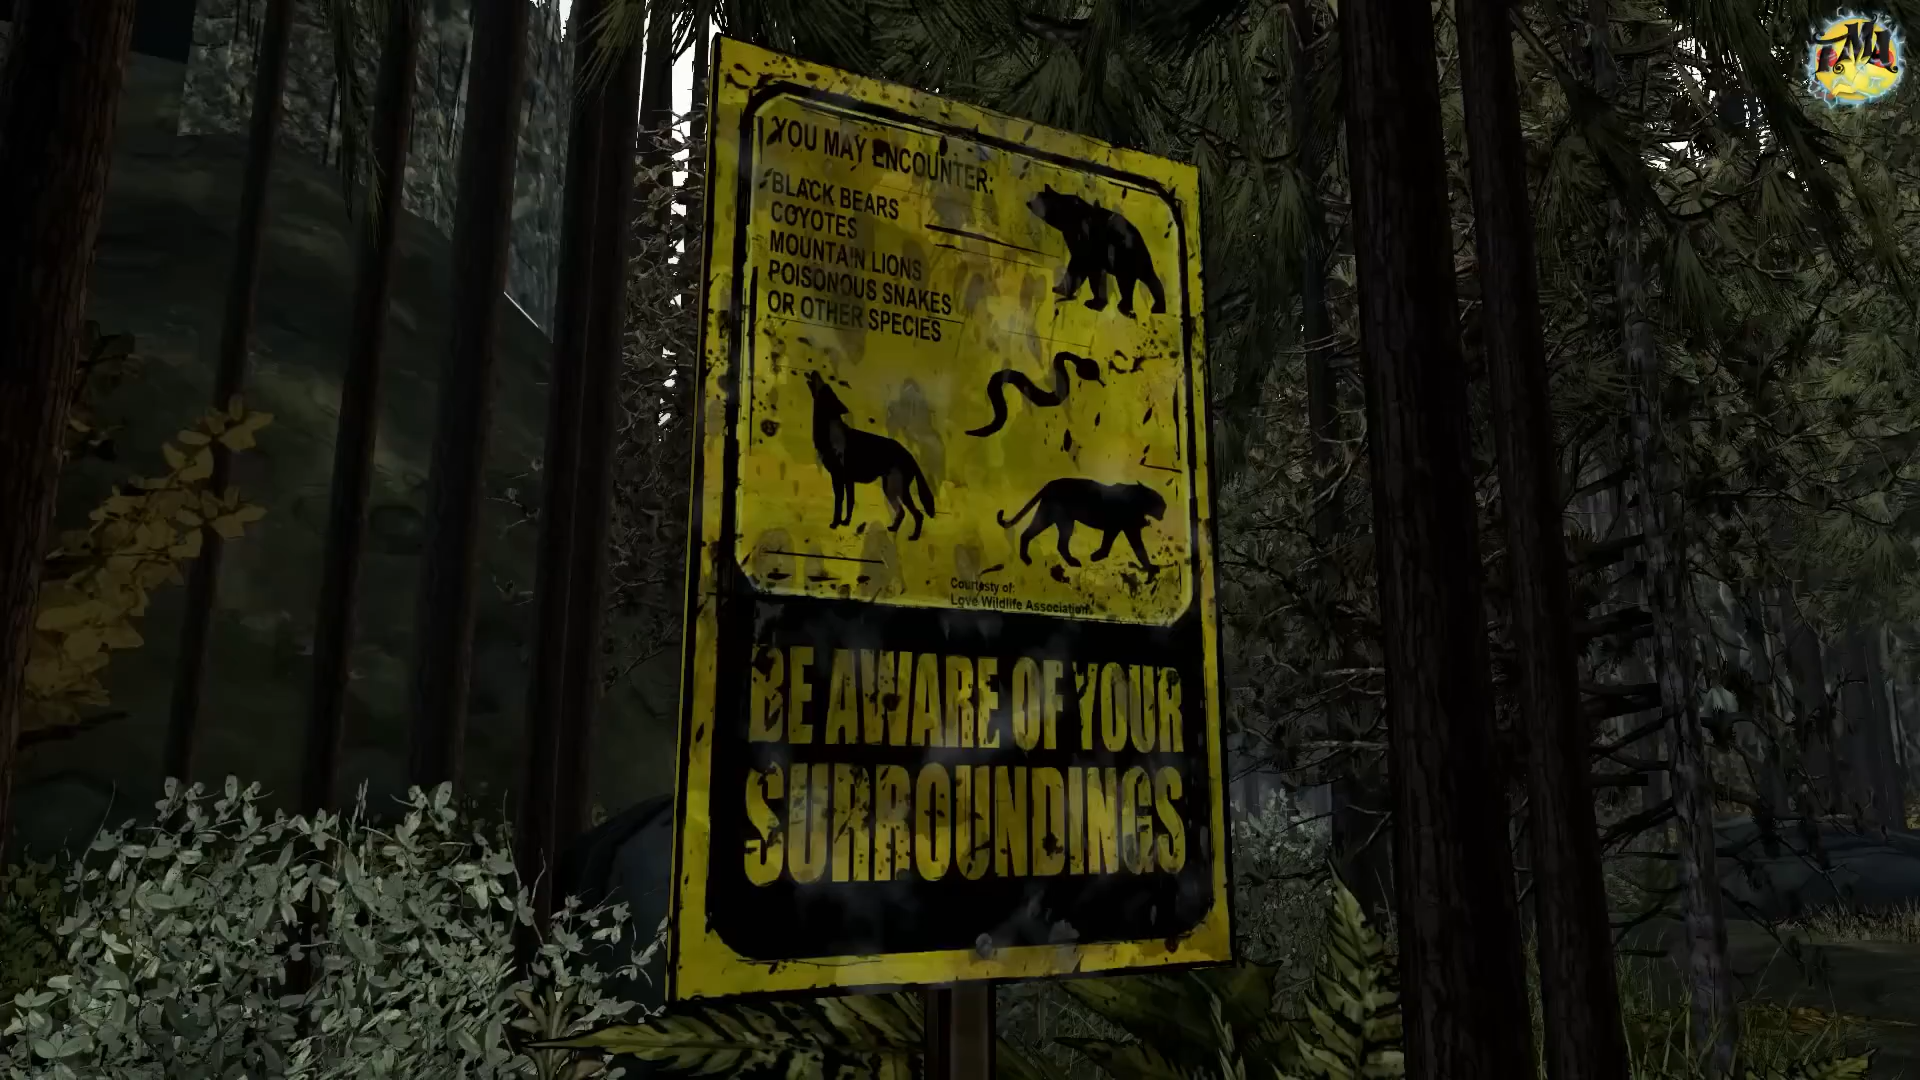 YOU MAY ENCOUNTER:
BLACK BEARS
COYOTES
MOUNTAIN LIONS
POISONOUS SNAKES
OR OTHER SPECIES
Courtesty of:
Love Wildlife Association
BE AWARE OF YOUR
SURROUNDINGS